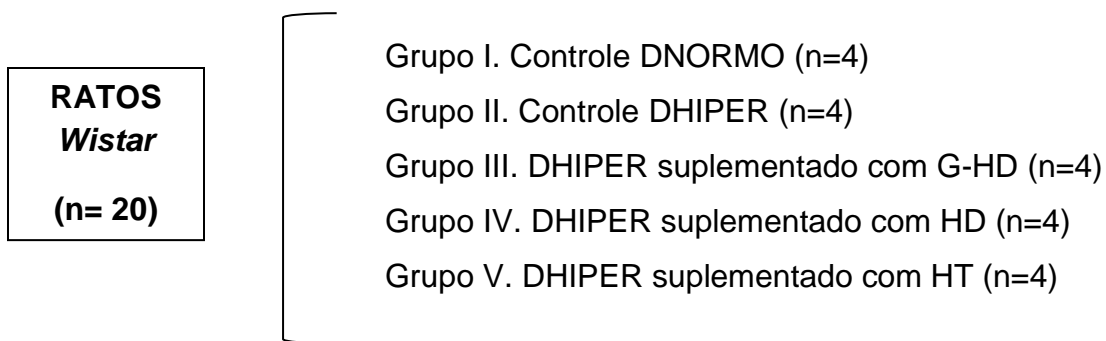 RATOS
Wistar
(n= 20)
Grupo I. Controle DNORMO (n=4)
Grupo II. Controle DHIPER (n=4)
Grupo III. DHIPER suplementado com G-HD (n=4)
Grupo IV. DHIPER suplementado com HD (n=4)
Grupo V. DHIPER suplementado com HT (n=4)